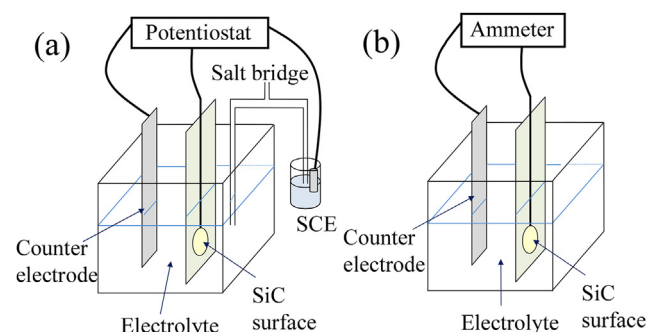 (a)
Potentiostat
Salt bridge
SCE
Counter
electrode
Electrolyte
SiC
surface
(b)
Ammeter
Counter
electrode
Electrolyte
SiC
surface